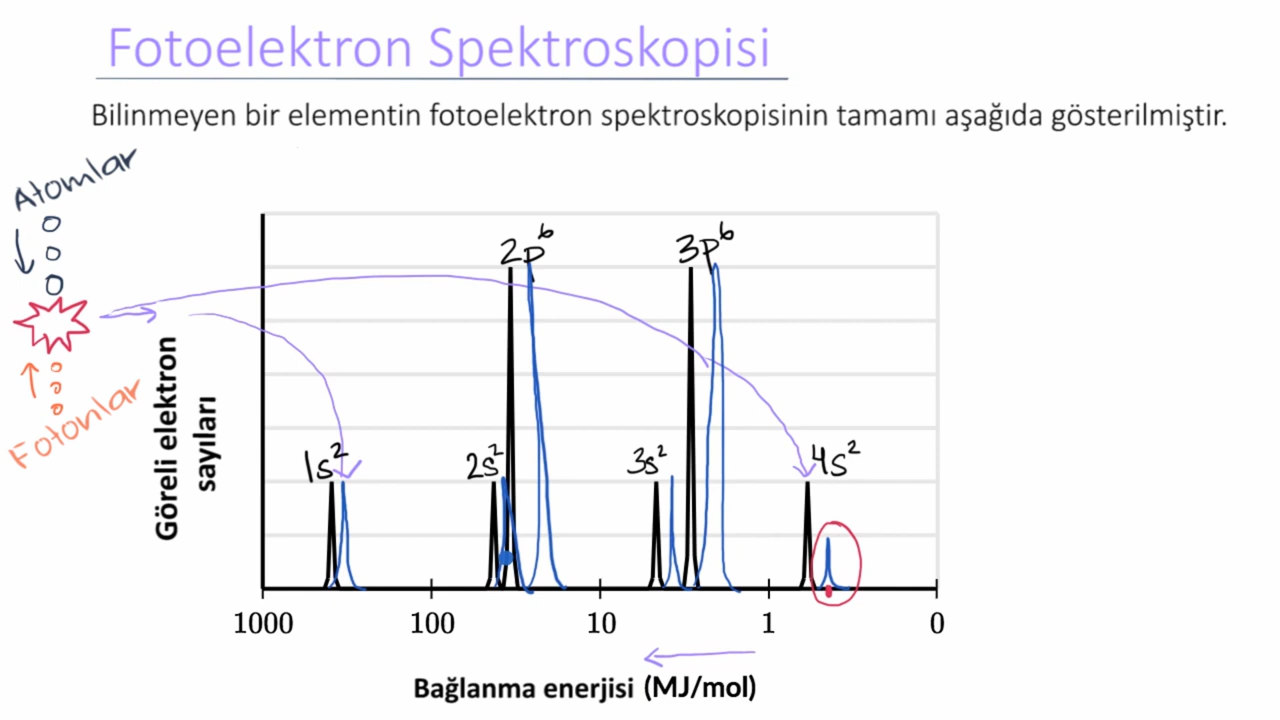 Fotoelektron Spektroskopisi
Bilinmeyen bir elementin fotoelektron spektroskopisinin tamamı aşağıda gösterilmiştir.
Atomlar
Fotonlar
Göreli elektron
sayıları
1s²
2s²
2p⁶
3s²
3p⁶
4s²
1000 100 10 1 0
Bağlanma enerjisi (MJ/mol)